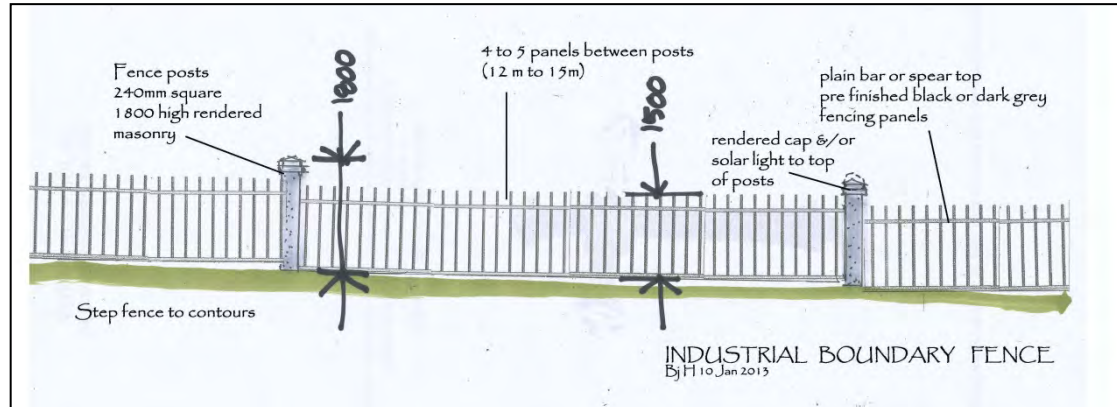 Fence posts
240mm square
1800 high rendered
masonry
1800
4 to 5 panels between posts
(12 m to 15m)
1500
rendered cap &/or
solar light to top
of posts
plain bar or spear top
pre finished black or dark grey
fencing panels
Step fence to contours
INDUSTRIAL BOUNDARY FENCE
Bj H 10 Jan 2013